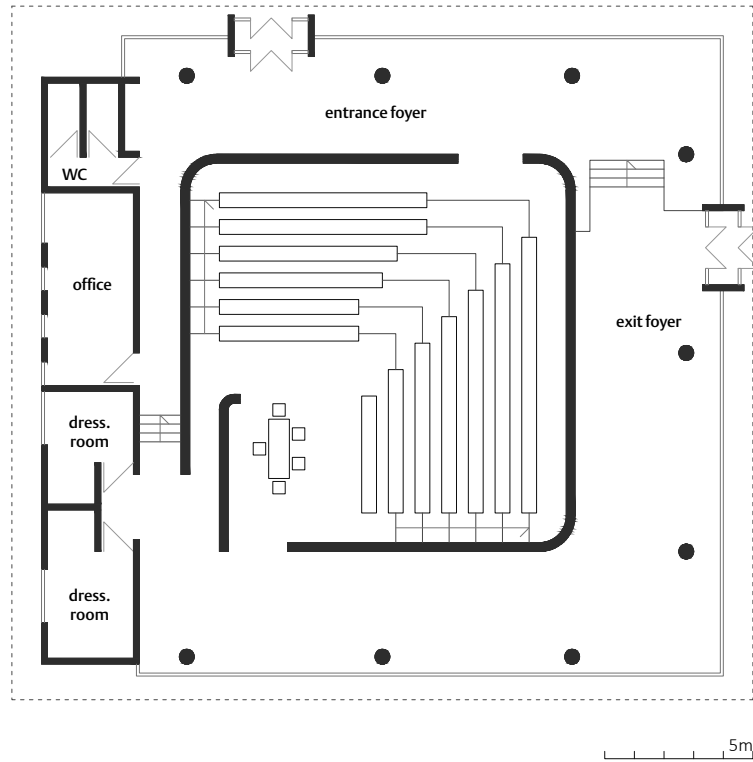 entrance foyer
WC
office
exit foyer
dress.
room
dress.
room
5m